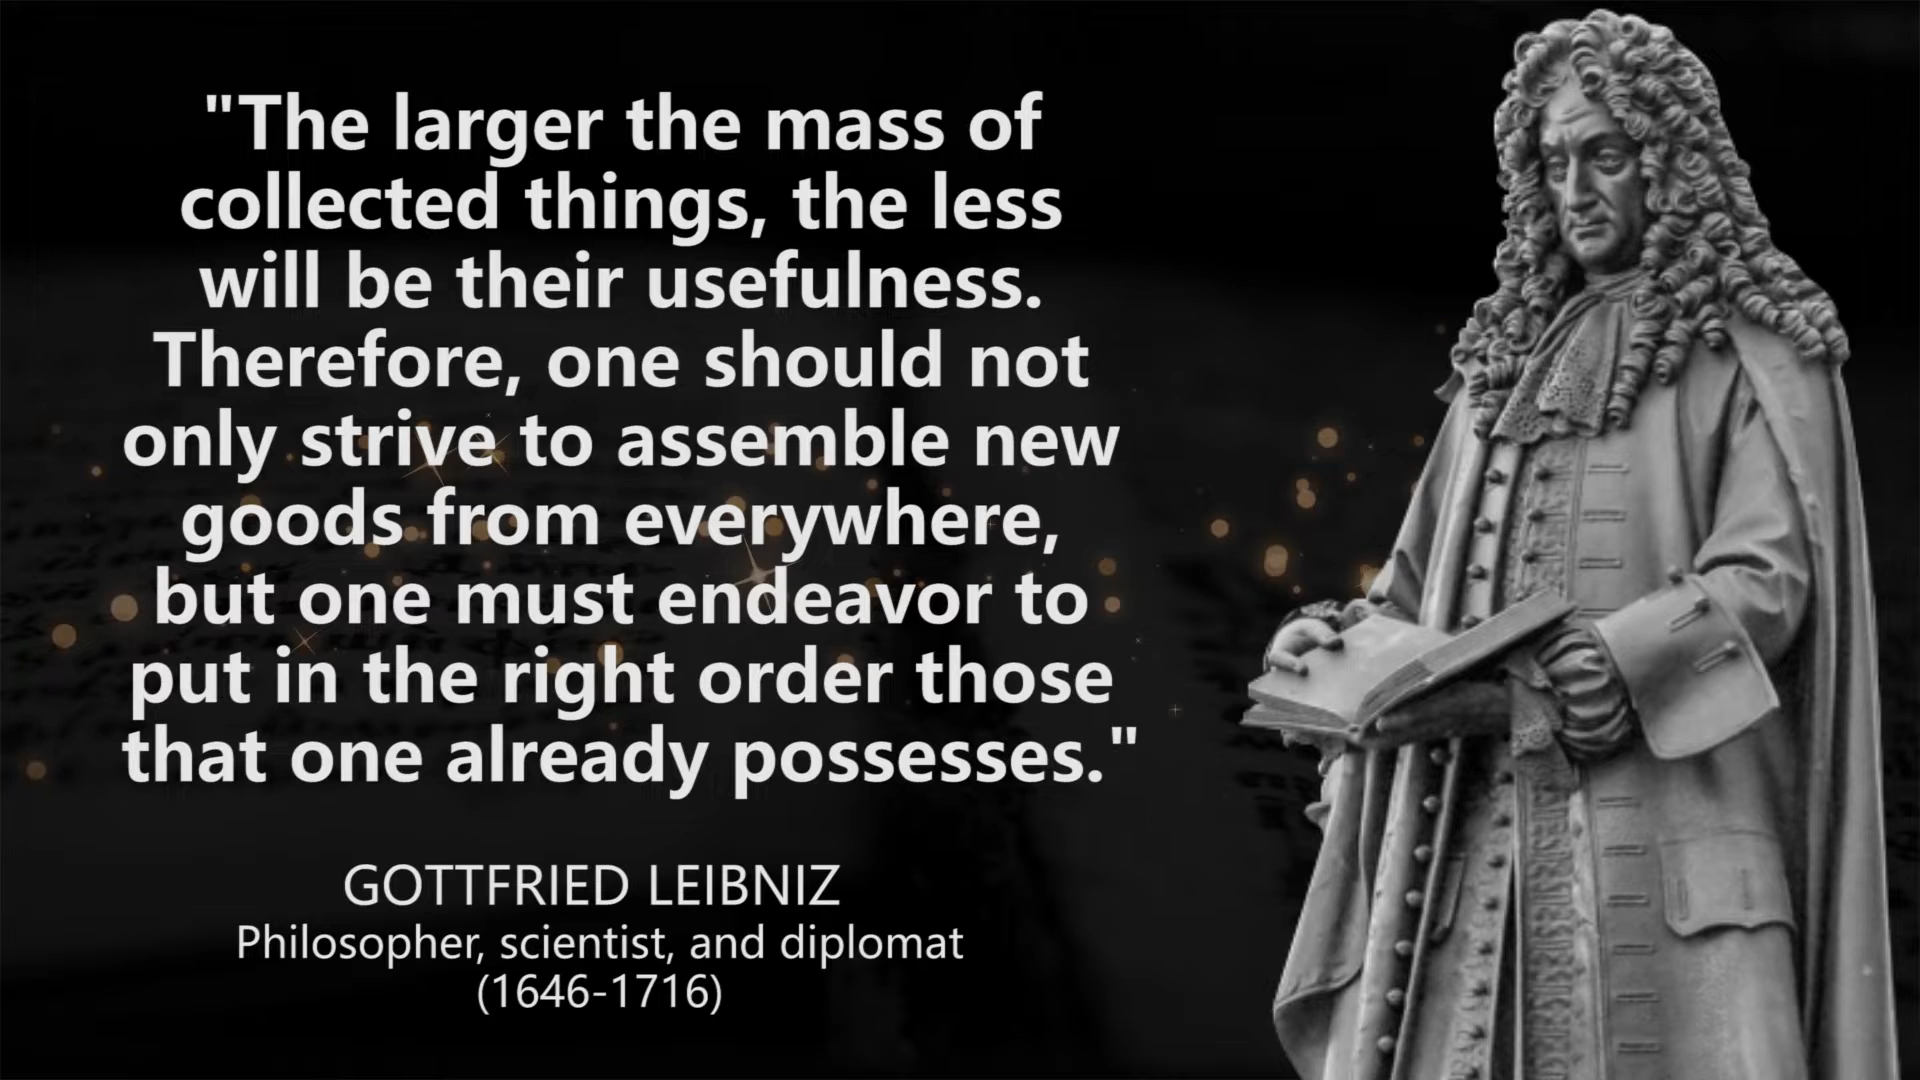 "The larger the mass of
collected things, the less
will be their usefulness.
Therefore, one should not
only strive to assemble new
goods from everywhere,
but one must endeavor to
put in the right order those
that one already possesses."
GOTTFRIED LEIBNIZ
Philosopher, scientist, and diplomat
(1646-1716)